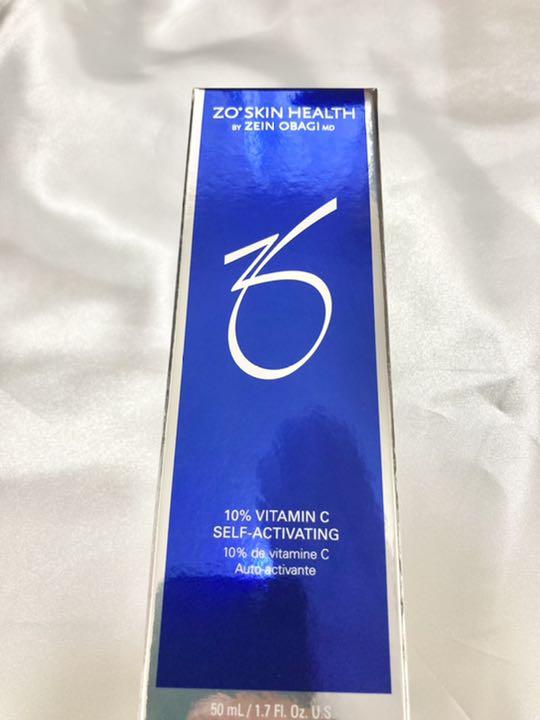 ZO® SKIN HEALTH
BY ZEIN OBAGI MD
ZO
10% VITAMIN C
SELF-ACTIVATING
10% de vitamine C
Auto-activante
50 mL / 1.7 Fl. Oz. U.S.